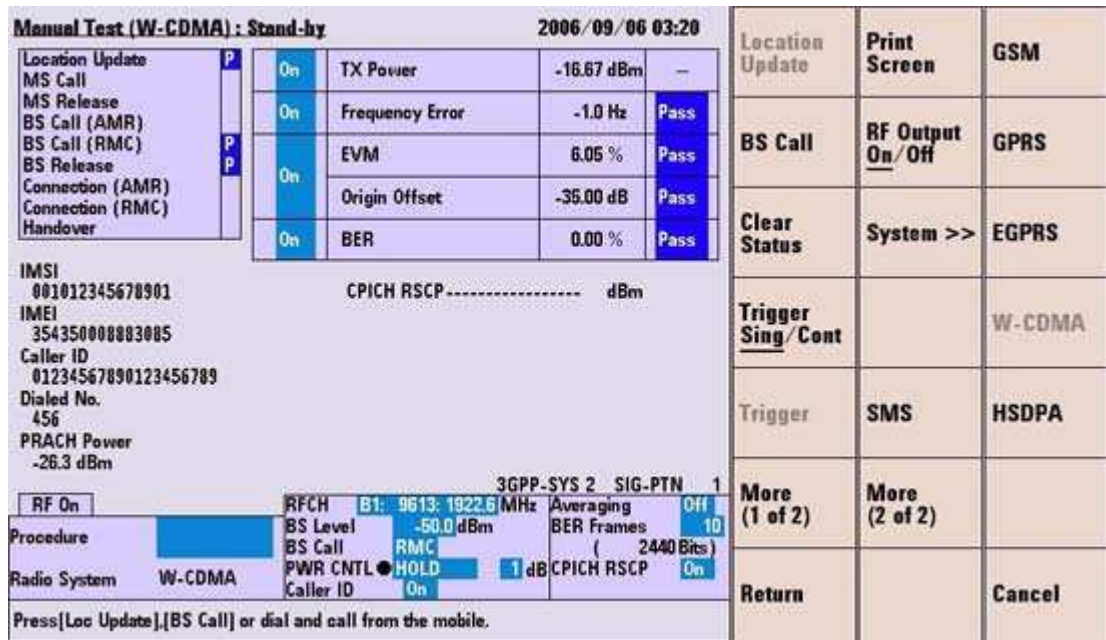 Manual Test (W-CDMA) : Stand-by 2006/09/06 03:20
Location Update P
MS Call
MS Release
BS Call (AMR)
BS Call (RMC) P
BS Release P
Connection (AMR)
Connection (RMC)
Handover
On TX Power -16.67 dBm --
On Frequency Error -1.0 Hz Pass
On EVM 6.05 % Pass
Origin Offset -35.00 dB Pass
On BER 0.00 % Pass
IMSI
001012345678901
CPICH RSCP----------------- dBm
IMEI
354350008883085
Caller ID
01234567890123456789
Dialed No.
456
PRACH Power
-26.3 dBm
3GPP-SYS 2 SIG-PTN 1
RF On
Procedure
Radio System W-CDMA
RFCH B1: 9613: 1922.6 MHz
BS Level -50.0 dBm
BS Call RMC
PWR CNTL ● HOLD 1 dB
Caller ID On
Averaging Off
BER Frames 10
( 2440 Bits )
CPICH RSCP On
Press[Loc Update].[BS Call] or dial and call from the mobile.
Location
Update
Print
Screen
GSM
BS Call
RF Output
On/Off
GPRS
Clear
Status
System >>
EGPRS
Trigger
Sing/Cont
W-CDMA
Trigger
SMS
HSDPA
More
(1 of 2)
More
(2 of 2)
Return
Cancel